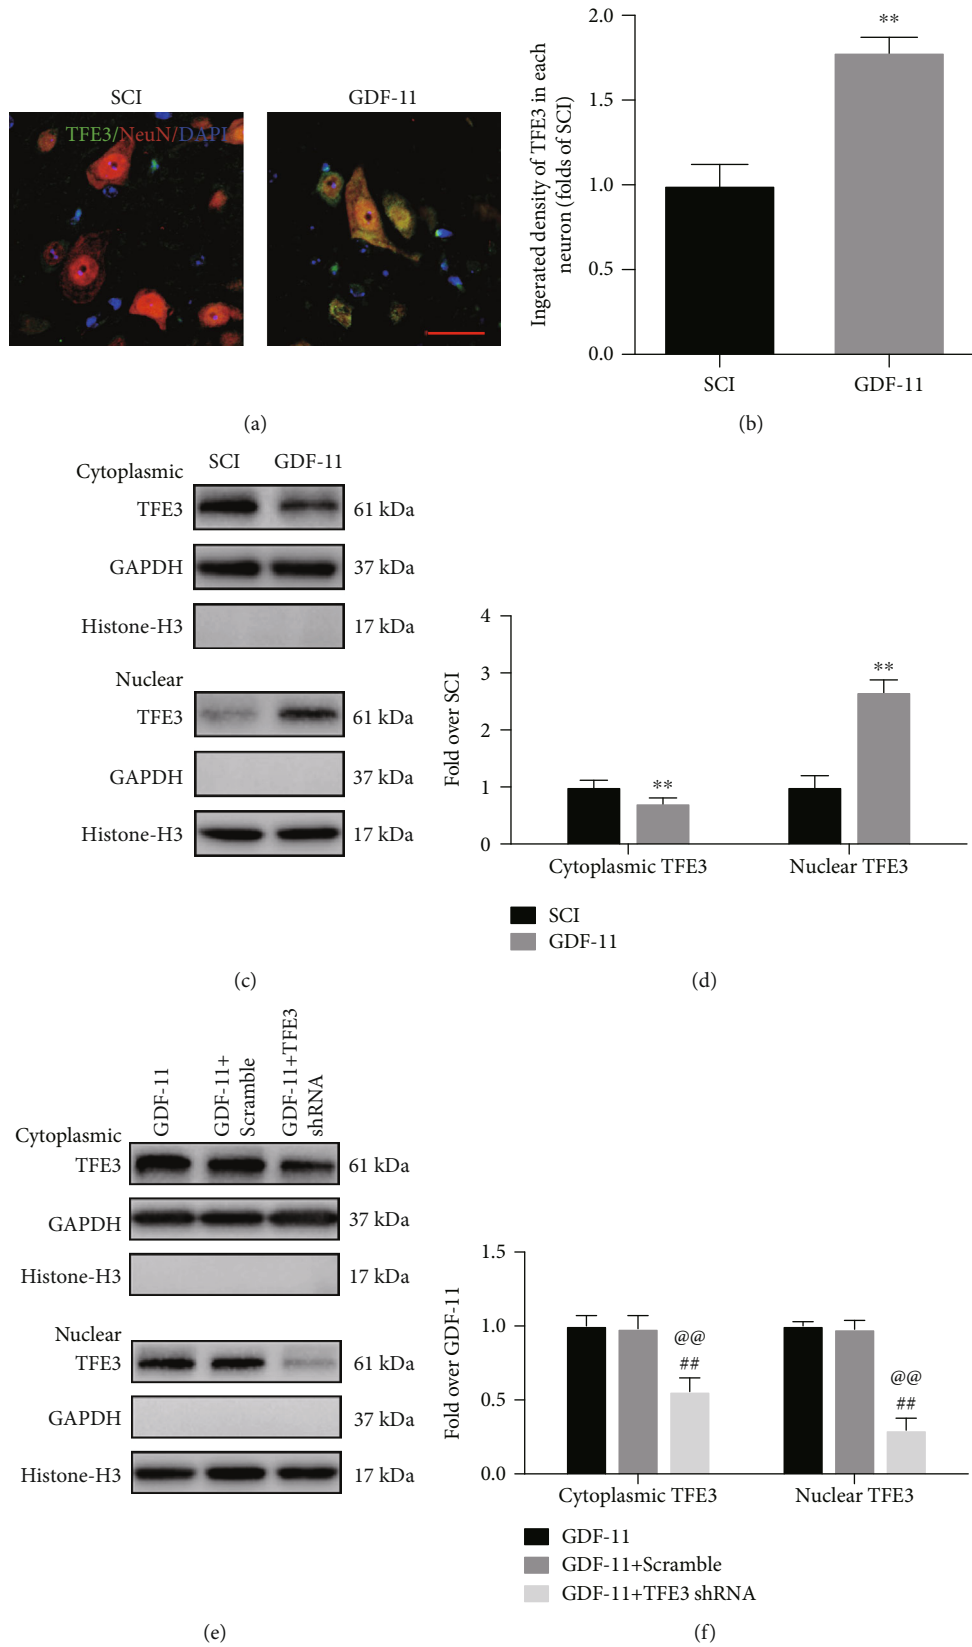 SCI
GDF-11
TFE3/NeuN/DAPI
(a)
Ingerated density of TFE3 in each
neuron (folds of SCI)
2.0
1.5
1.0
0.5
0.0
**
SCI
GDF-11
(b)
SCI
GDF-11
Cytoplasmic
TFE3
61 kDa
GAPDH
37 kDa
Histone-H3
17 kDa
Nuclear
TFE3
61 kDa
GAPDH
37 kDa
Histone-H3
17 kDa
(c)
Fold over SCI
4
3
2
1
0
**
**
Cytoplasmic TFE3
Nuclear TFE3
SCI
GDF-11
(d)
GDF-11
GDF-11+
Scramble
GDF-11+TFE3
shRNA
Cytoplasmic
TFE3
61 kDa
GAPDH
37 kDa
Histone-H3
17 kDa
Nuclear
TFE3
61 kDa
GAPDH
37 kDa
Histone-H3
17 kDa
(e)
Fold over GDF-11
1.5
1.0
0.5
0.0
@@
##
@@
##
Cytoplasmic TFE3
Nuclear TFE3
GDF-11
GDF-11+Scramble
GDF-11+TFE3 shRNA
(f)